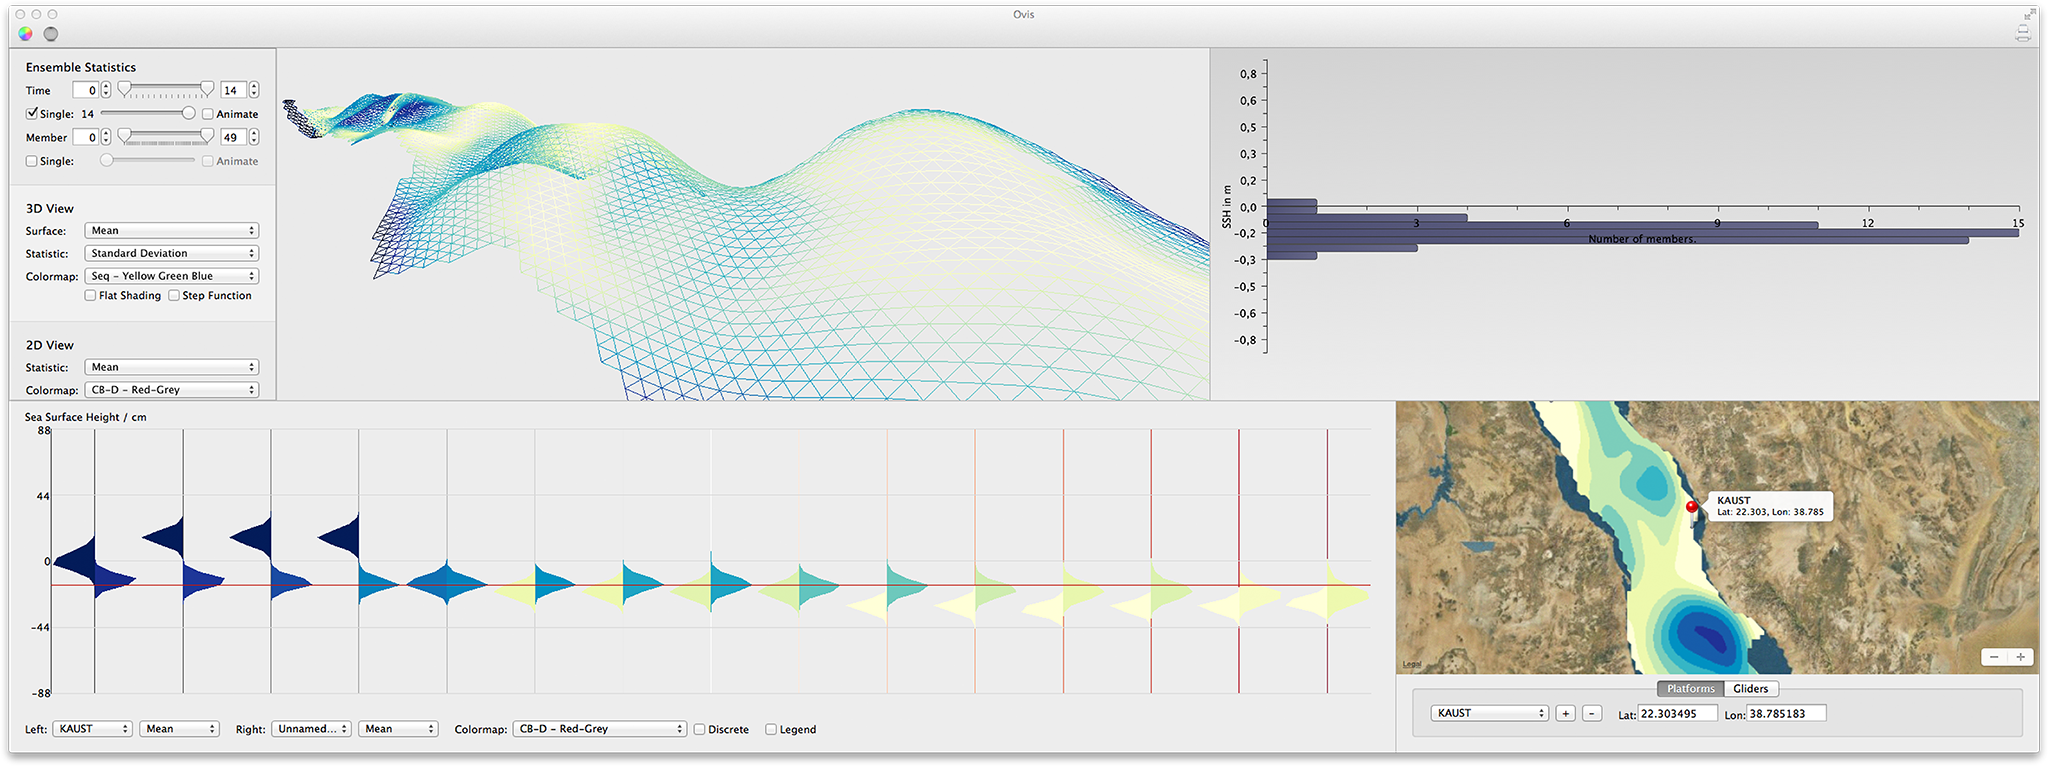 Ovis
Ensemble Statistics
Time 0 14
Single: 14 Animate
Member 0 49
Single: Animate
3D View
Surface: Mean
Statistic: Standard Deviation
Colormap: Seq - Yellow Green Blue
Flat Shading Step Function
2D View
Statistic: Mean
Colormap: CB-D - Red-Grey
SSH in m
0,8
0,6
0,5
0,3
0,2
0,0
-0,2
-0,3
-0,5
-0,6
-0,8
0 3 6 9 12 15
Number of members.
Sea Surface Height / cm
88
44
0
-44
-88
Left: KAUST Mean Right: Unnamed... Mean Colormap: CB-D - Red-Grey Discrete Legend
KAUST
Lat: 22.303, Lon: 38.785
Legal
- +
Platforms Gliders
KAUST + - Lat: 22.303495 Lon: 38.785183